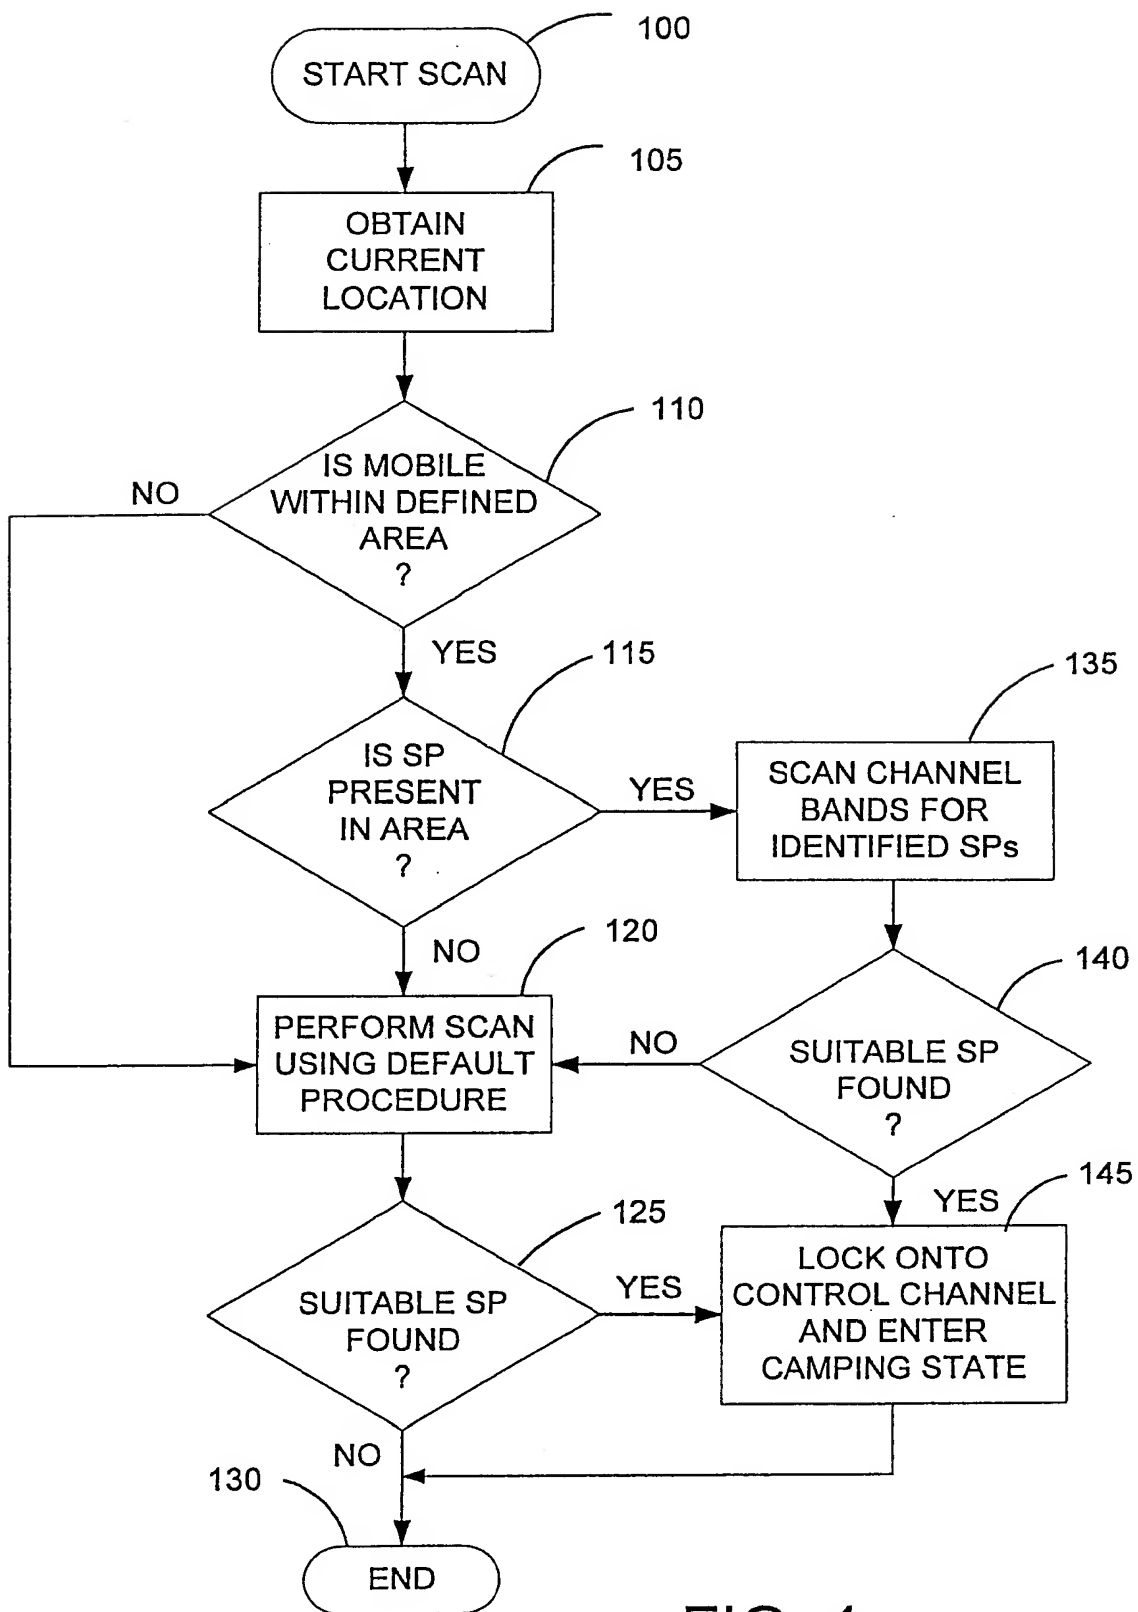 100
START SCAN
105
OBTAIN
CURRENT
LOCATION
110
IS MOBILE
WITHIN DEFINED
AREA
?
NO
YES
115
IS SP
PRESENT
IN AREA
?
YES
135
SCAN CHANNEL
BANDS FOR
IDENTIFIED SPs
NO
120
PERFORM SCAN
USING DEFAULT
PROCEDURE
NO
140
SUITABLE SP
FOUND
?
YES
145
LOCK ONTO
CONTROL CHANNEL
AND ENTER
CAMPING STATE
125
SUITABLE SP
FOUND
?
YES
NO
130
END